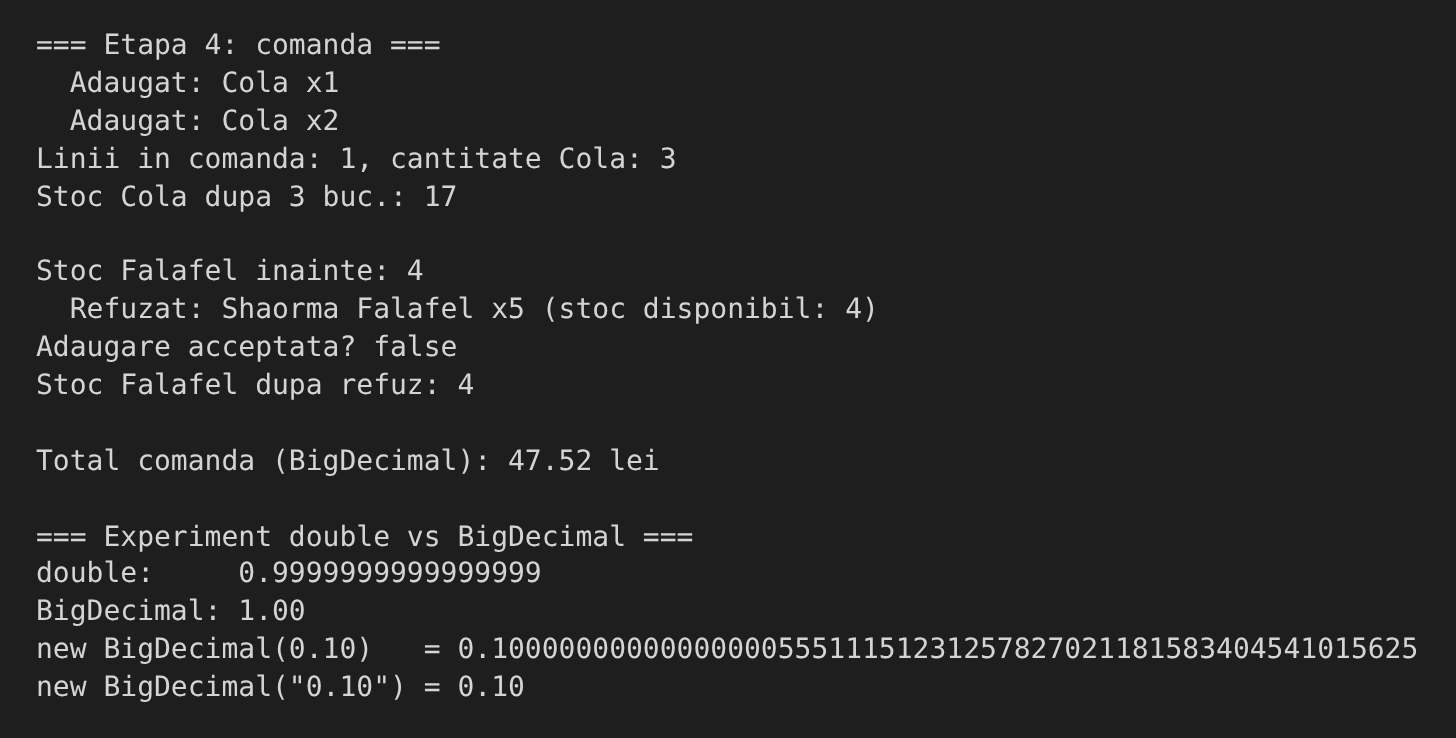 === Etapa 4: comanda ===
  Adaugat: Cola x1
  Adaugat: Cola x2
Linii in comanda: 1, cantitate Cola: 3
Stoc Cola dupa 3 buc.: 17
Stoc Falafel inainte: 4
  Refuzat: Shaorma Falafel x5 (stoc disponibil: 4)
Adaugare acceptata? false
Stoc Falafel dupa refuz: 4
Total comanda (BigDecimal): 47.52 lei
=== Experiment double vs BigDecimal ===
double:     0.9999999999999999
BigDecimal: 1.00
new BigDecimal(0.10)   = 0.1000000000000000055511151231257827021181583404541015625
new BigDecimal("0.10") = 0.10